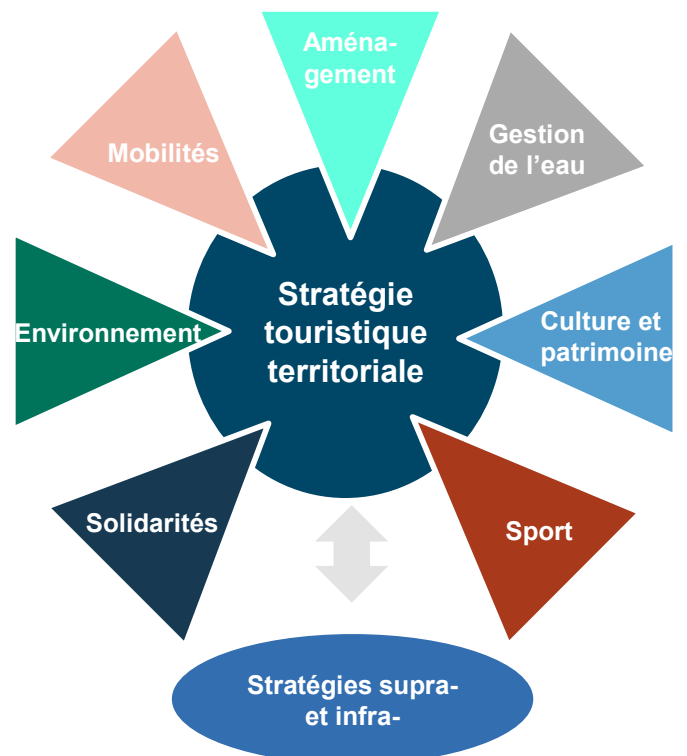 Aména-
gement
Mobilités
Gestion
de l’eau
Stratégie
touristique
territoriale
Environnement
Culture et
patrimoine
Solidarités
Sport
Stratégies supra-
et infra-